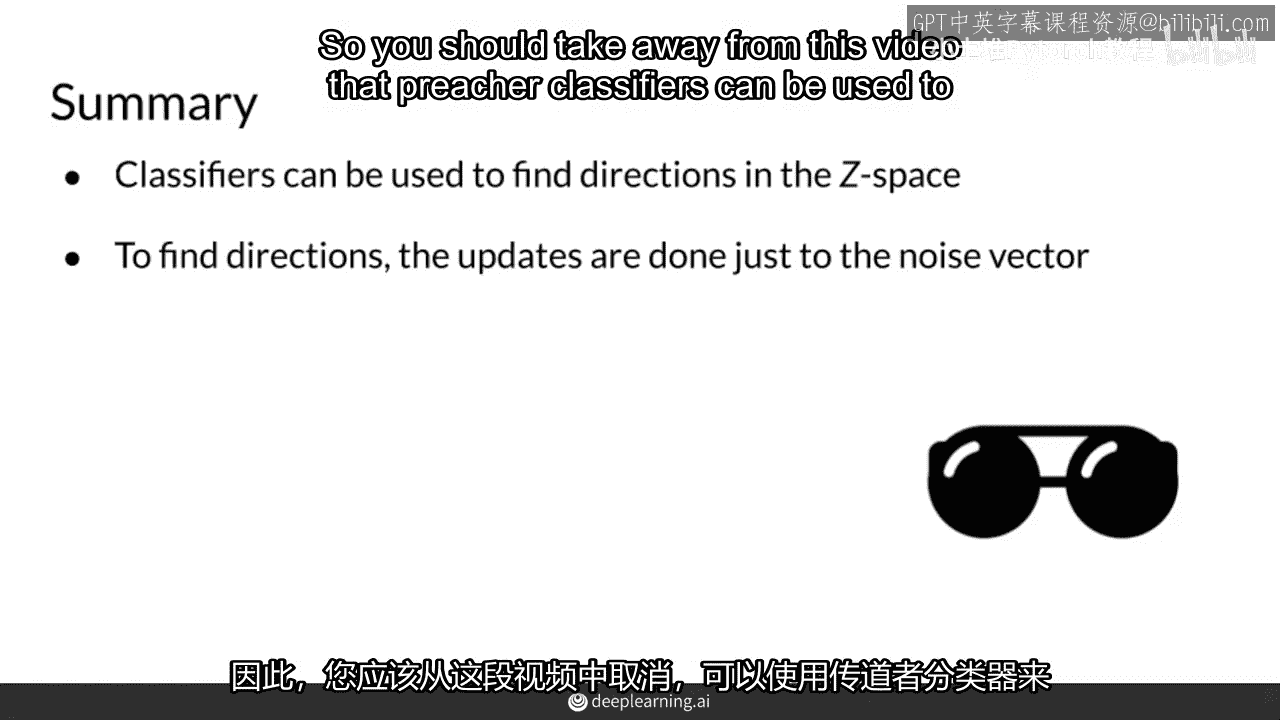 GPT中英字幕课程资源@bilibili.com
So you should take away from this video
that preacher classifiers can be used to
Summary
● Classifiers can be used to find directions in the Z-space
● To find directions, the updates are done just to the noise vector
因此，您应该从这段视频中取消，可以使用传道者分类器来
deeplearning.ai